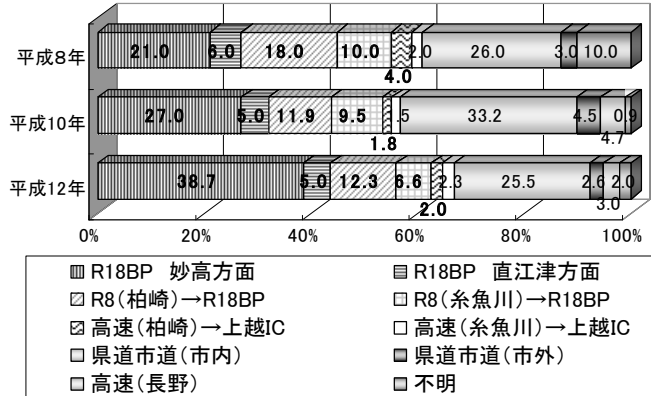 平成8年 21.0 6.0 18.0 10.0 2.0 26.0 3.0 10.0
4.0
平成10年 27.0 5.0 11.9 9.5 .5 33.2 4.5 0.9
1.8 4.7
平成12年 38.7 5.0 12.3 6.6 2.3 25.5 2.6 2.0
2.0 3.0
0% 20% 40% 60% 80% 100%
R18BP 妙高方面 R18BP 直江津方面
R8(柏崎)→R18BP R8(糸魚川)→R18BP
高速(柏崎)→上越IC 高速(糸魚川)→上越IC
県道市道(市内) 県道市道(市外)
高速(長野) 不明